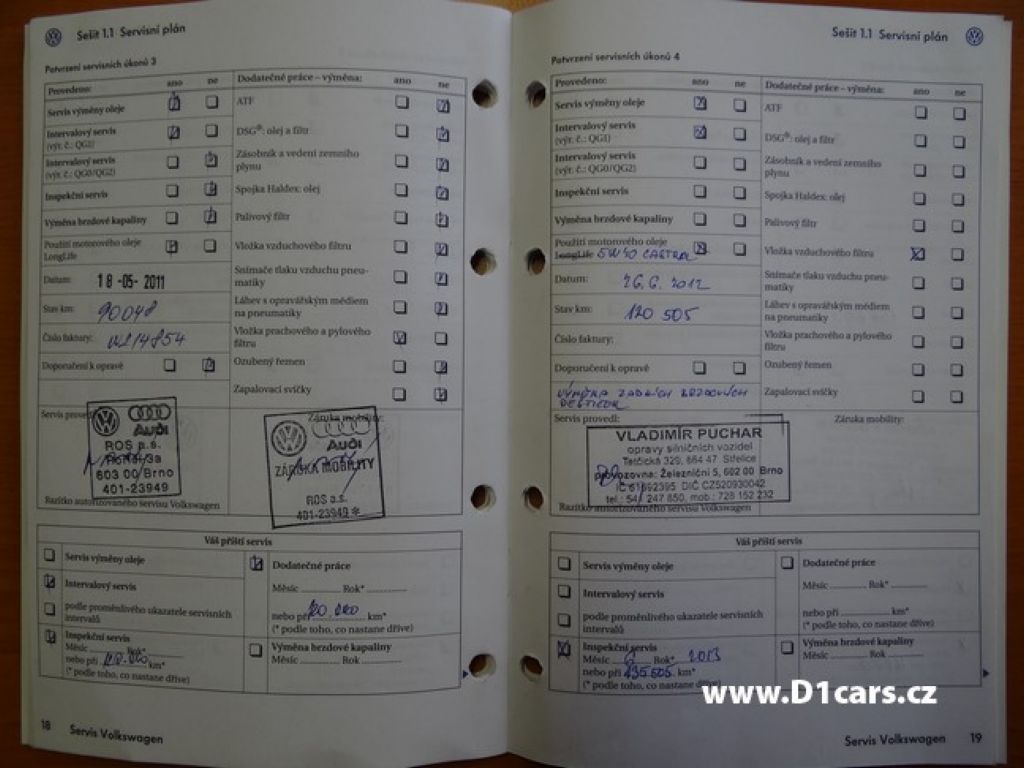 Sešit 1.1 Servisní plán
Potvrzení servisních úkonů 3
Provedeno: ano ne
Dodatečné práce – výměna: ano ne
Servis výměny oleje
ATF
Intervalový servis
(výr. č.: QG1)
DSG®: olej a filtr
Intervalový servis
(výr. č.: QG0/QG2)
Zásobník a vedení zemního
plynu
Inspekční servis
Spojka Haldex: olej
Výměna brzdové kapaliny
Palivový filtr
Použití motorového oleje
LongLife
Vložka vzduchového filtru
Datum: 18-05-2011
Snímače tlaku vzduchu pneu-
matiky
Stav km: 90048
Láhev s opravářským médiem
na pneumatiky
Číslo faktury:
Vložka prachového a pylového
filtru
Doporučení k opravě
Ozubený řemen
Zapalovací svíčky
Servis provedl:
Záruka mobility:
Audi
ROS a.s.
603 00/Brno
401-23949
Audi
ZÁRUKA MOBILITY
ROS a.s.
401-23949 *
Razítko autorizovaného servisu Volkswagen
Váš příští servis
Servis výměny oleje
Dodatečné práce
Měsíc Rok*
nebo při km*
(* podle toho, co nastane dříve)
Intervalový servis
podle proměnlivého ukazatele servisních
intervalů
Inspekční servis
Měsíc Rok*
nebo při km*
(* podle toho, co nastane dříve)
Výměna brzdové kapaliny
Měsíc Rok*
18 Servis Volkswagen
Sešit 1.1 Servisní plán
Potvrzení servisních úkonů 4
Provedeno: ano ne
Dodatečné práce – výměna: ano ne
Servis výměny oleje
ATF
Intervalový servis
(výr. č.: QG1)
DSG®: olej a filtr
Intervalový servis
(výr. č.: QG0/QG2)
Zásobník a vedení zemního
plynu
Inspekční servis
Spojka Haldex: olej
Výměna brzdové kapaliny
Palivový filtr
Použití motorového oleje
LongLife 5W30 CASTROL
Vložka vzduchového filtru
Datum: 26.6.2012
Snímače tlaku vzduchu pneu-
matiky
Stav km: 120 505
Láhev s opravářským médiem
na pneumatiky
Číslo faktury:
Vložka prachového a pylového
filtru
Doporučení k opravě
Ozubený řemen
VÝMĚNA ZADNÍCH BRZDOVÝCH
DESTIČEK
Zapalovací svíčky
Servis provedl:
Záruka mobility:
VLADIMÍR PUCHAR
opravy silničních vozidel
Telčická 329, 664 47 Střelice
provozovna: Železniční 5, 602 00 Brno
DIČ CZ520930042
247 850, mob.: 728 152 232
Razítko autorizovaného servisu Volkswagen
Váš příští servis
Servis výměny oleje
Dodatečné práce
Měsíc Rok*
nebo při km*
(* podle toho, co nastane dříve)
Intervalový servis
podle proměnlivého ukazatele servisních
intervalů
Inspekční servis
Měsíc 6 Rok* 2013
nebo při 135505 km*
(* podle toho, co nastane dříve)
Výměna brzdové kapaliny
Měsíc Rok*
www.D1cars.cz
Servis Volkswagen 19